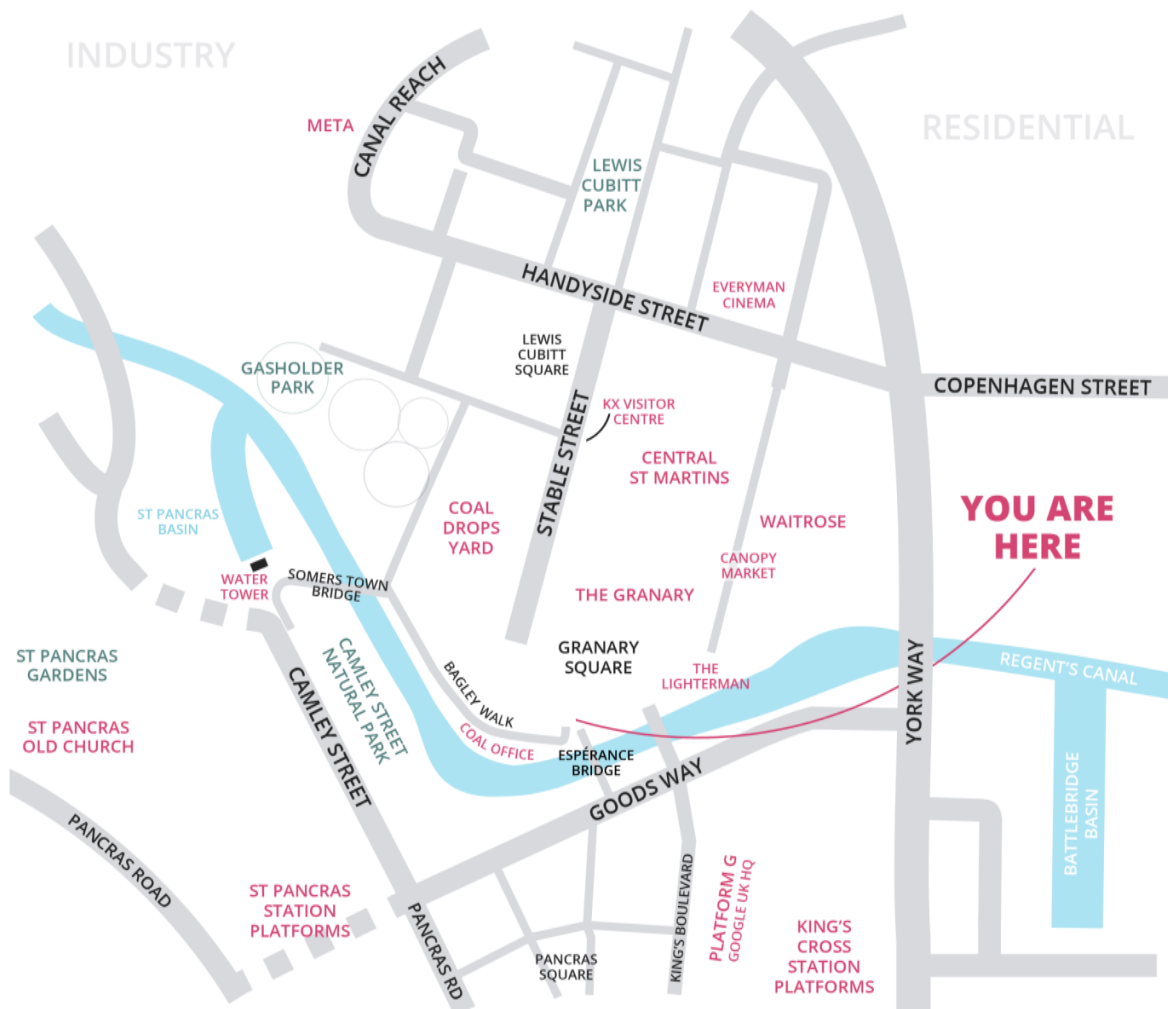 INDUSTRY
RESIDENTIAL
META
CANAL REACH
LEWIS
CUBITT
PARK
HANDYSIDE STREET
EVERYMAN
CINEMA
LEWIS
CUBITT
SQUARE
GASHOLDER
PARK
COPENHAGEN STREET
KX VISITOR
CENTRE
STABLE STREET
CENTRAL
ST MARTINS
COAL
DROPS
YARD
WAITROSE
YOU ARE
HERE
ST PANCRAS
BASIN
CANOPY
MARKET
WATER
TOWER
SOMERS TOWN
BRIDGE
THE GRANARY
GRANARY
SQUARE
THE
LIGHTERMAN
ST PANCRAS
GARDENS
CAMLEY STREET
NATURAL PARK
CAMLEY STREET
BAGLEY WALK
COAL OFFICE
ESPÉRANCE
BRIDGE
YORK WAY
REGENT'S CANAL
ST PANCRAS
OLD CHURCH
GOODS WAY
BATTLEBRIDGE
BASIN
PANCRAS ROAD
ST PANCRAS
STATION
PLATFORMS
PANCRAS RD
PANCRAS
SQUARE
KING'S BOULEVARD
PLATFORM G
GOOGLE UK HQ
KING'S
CROSS
STATION
PLATFORMS